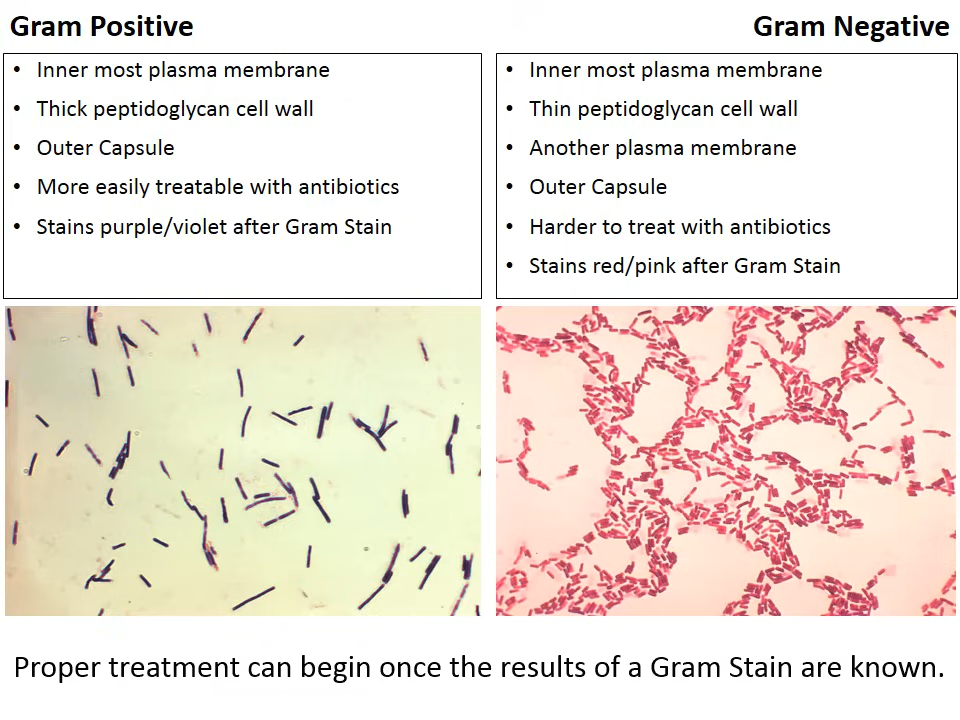 Gram Positive
• Inner most plasma membrane
• Thick peptidoglycan cell wall
• Outer Capsule
• More easily treatable with antibiotics
• Stains purple/violet after Gram Stain
Gram Negative
• Inner most plasma membrane
• Thin peptidoglycan cell wall
• Another plasma membrane
• Outer Capsule
• Harder to treat with antibiotics
• Stains red/pink after Gram Stain
Proper treatment can begin once the results of a Gram Stain are known.